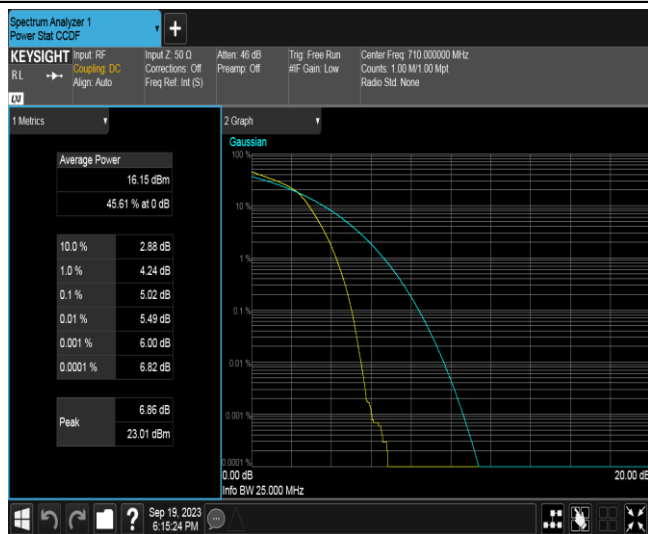 Spectrum Analyzer 1
Power Stat CCDF
KEYSIGHT
RL
LXI
Input: RF
Coupling: DC
Align: Auto
Input Z: 50 Ω
Corrections: Off
Freq Ref: Int (S)
Atten: 46 dB
Preamp: Off
Trig: Free Run
#IF Gain: Low
Center Freq: 710.000000 MHz
Counts: 1.00 M/1.00 Mpt
Radio Std: None
1 Metrics
Average Power
16.15 dBm
45.61 % at 0 dB
10.0 % 2.88 dB
1.0 % 4.24 dB
0.1 % 5.02 dB
0.01 % 5.49 dB
0.001 % 6.00 dB
0.0001 % 6.82 dB
Peak
6.86 dB
23.01 dBm
2 Graph
Gaussian
100 %
10 %
1 %
0.1 %
0.01 %
0.001 %
0.0001 %
0.00 dB
20.00 dB
Info BW 25.000 MHz
?
Sep 19, 2023
6:15:24 PM